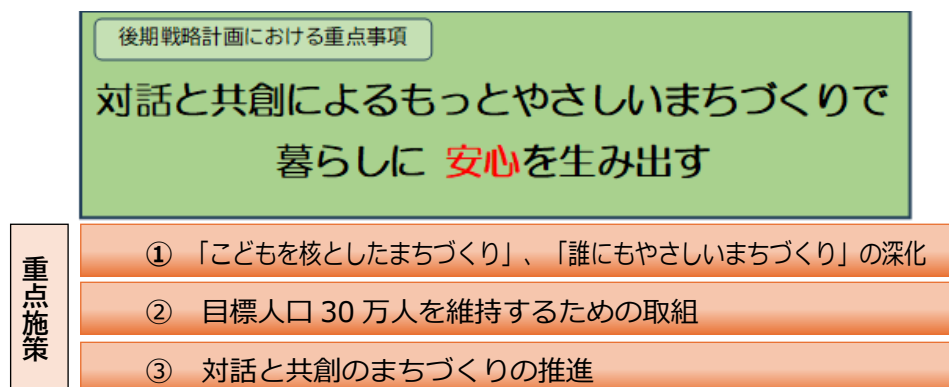 後期戦略計画における重点事項
対話と共創によるもっとやさしいまちづくりで
暮らしに 安心を生み出す
重点施策
① 「こどもを核としたまちづくり」、「誰にもやさしいまちづくり」の深化
② 目標人口 30 万人を維持するための取組
③ 対話と共創のまちづくりの推進